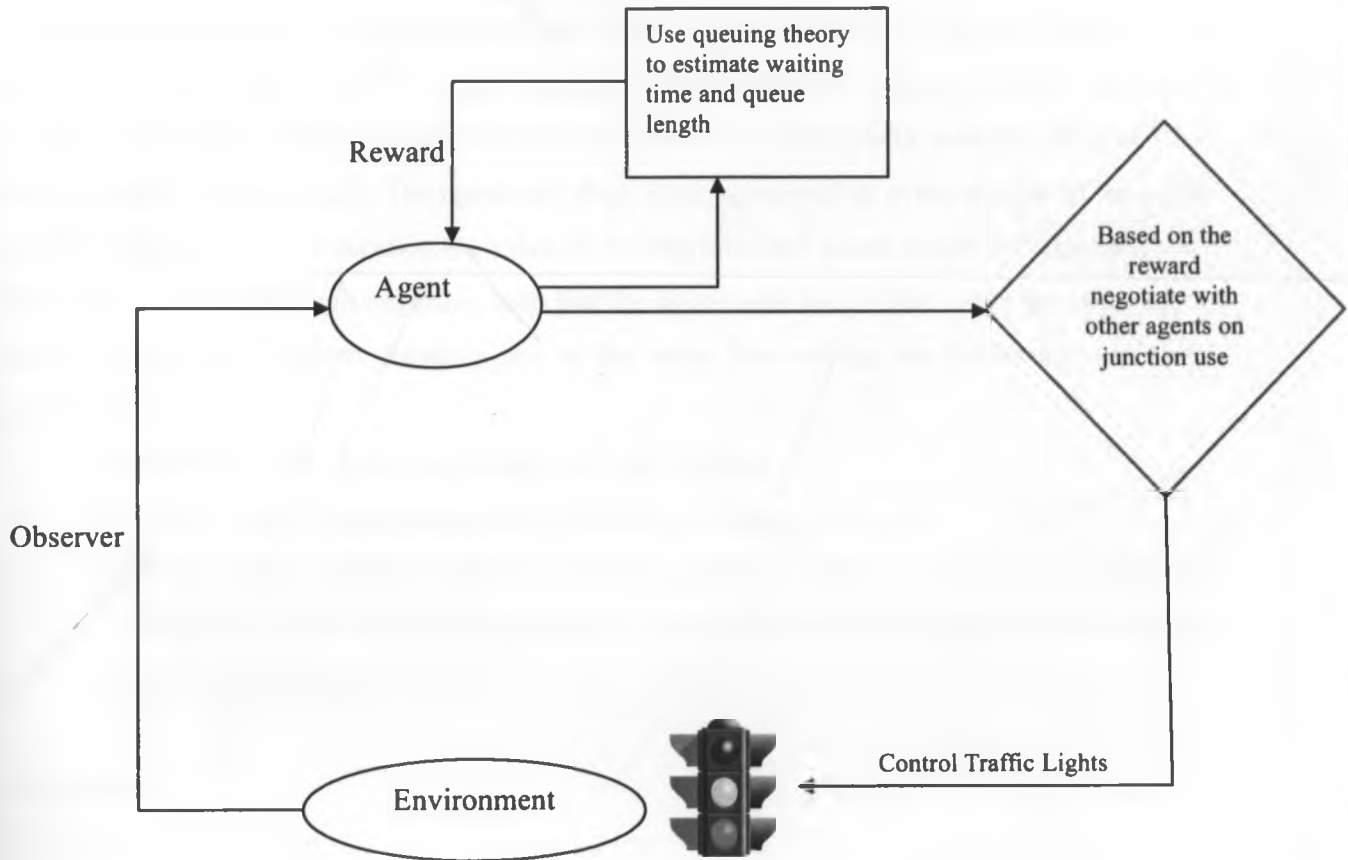 Use queuing theory
to estimate waiting
time and queue
length
Reward
Agent
Based on the
reward
negotiate with
other agents on
junction use
Observer
Control Traffic Lights
Environment